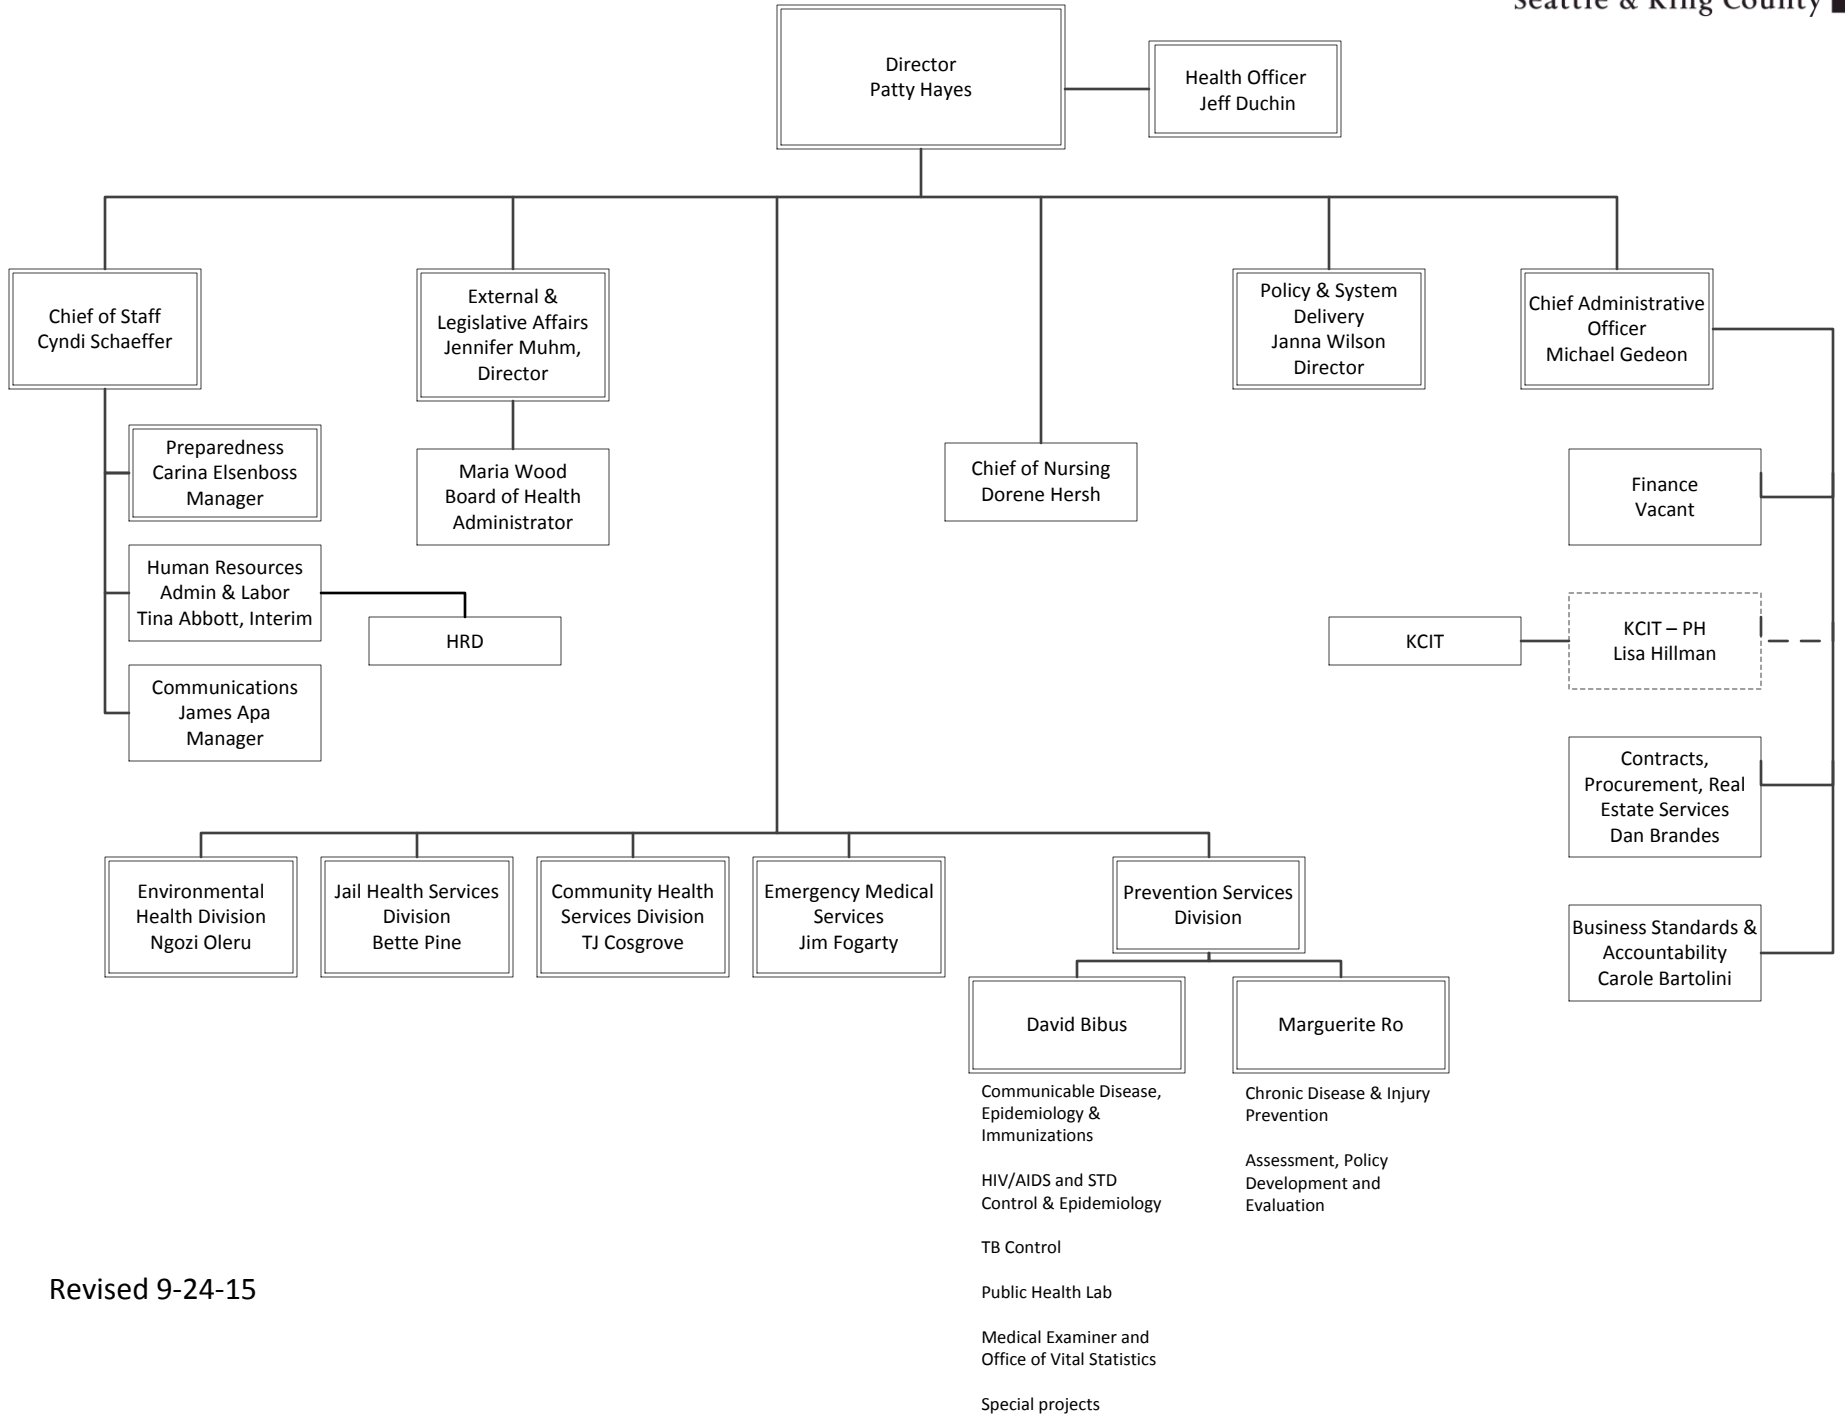 Seattle & King County
Director
Patty Hayes
Health Officer
Jeff Duchin
Chief of Staff
Cyndi Schaeffer
External &
Legislative Affairs
Jennifer Muhm,
Director
Policy & System
Delivery
Janna Wilson
Director
Chief Administrative
Officer
Michael Gedeon
Preparedness
Carina Elsenboss
Manager
Maria Wood
Board of Health
Administrator
Chief of Nursing
Dorene Hersh
Finance
Vacant
Human Resources
Admin & Labor
Tina Abbott, Interim
HRD
KCIT
KCIT – PH
Lisa Hillman
Communications
James Apa
Manager
Contracts,
Procurement, Real
Estate Services
Dan Brandes
Environmental
Health Division
Ngozi Oleru
Jail Health Services
Division
Bette Pine
Community Health
Services Division
TJ Cosgrove
Emergency Medical
Services
Jim Fogarty
Prevention Services
Division
Business Standards &
Accountability
Carole Bartolini
David Bibus
Marguerite Ro
Communicable Disease,
Epidemiology &
Immunizations
HIV/AIDS and STD
Control & Epidemiology
TB Control
Public Health Lab
Medical Examiner and
Office of Vital Statistics
Special projects
Chronic Disease & Injury
Prevention
Assessment, Policy
Development and
Evaluation
Revised 9-24-15